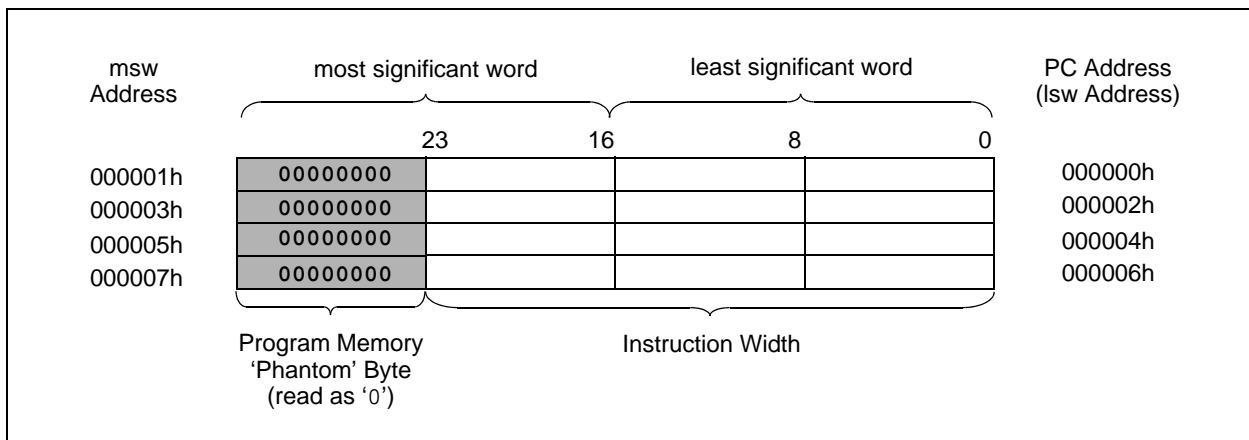 msw
Address
most significant word
least significant word
PC Address
(lsw Address)
23
16
8
0
000001h
00000000
000000h
000003h
00000000
000002h
000005h
00000000
000004h
000007h
00000000
000006h
Program Memory
‘Phantom’ Byte
(read as ‘0’)
Instruction Width